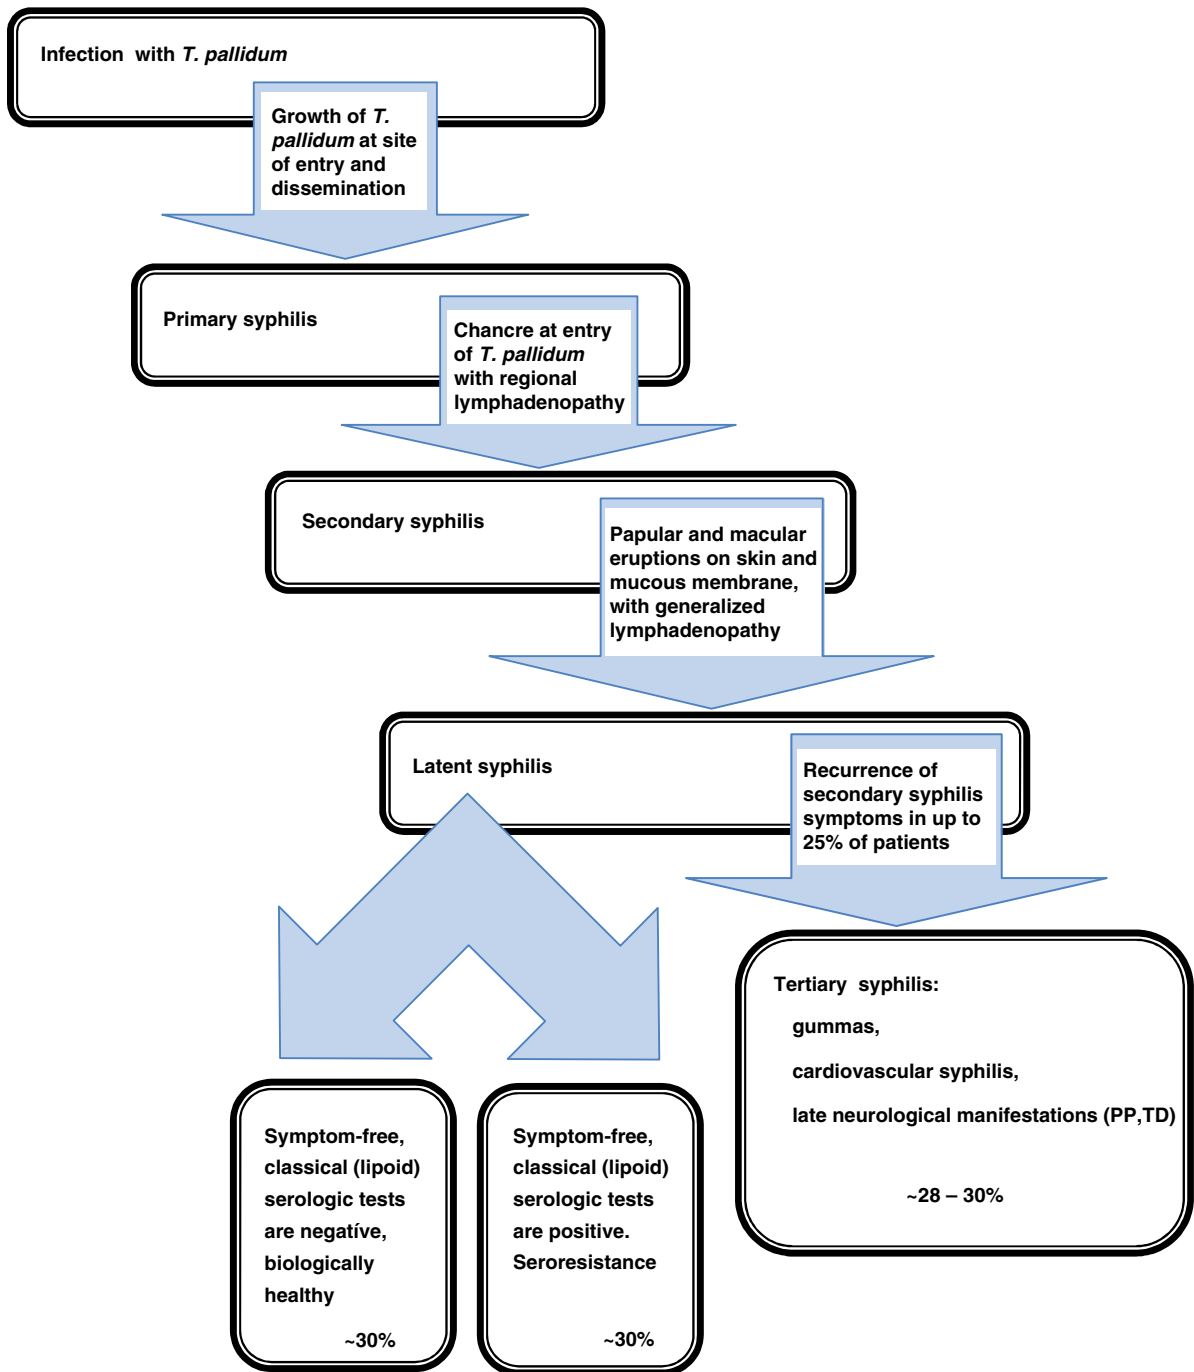 Infection with T. pallidum
Growth of T.
pallidum at site
of entry and
dissemination
Primary syphilis
Chancre at entry
of T. pallidum
with regional
lymphadenopathy
Secondary syphilis
Papular and macular
eruptions on skin and
mucous membrane,
with generalized
lymphadenopathy
Latent syphilis
Recurrence of
secondary syphilis
symptoms in up to
25% of patients
Symptom-free,
classical (lipoid)
serologic tests
are negatíve,
biologically
healthy
~30%
Symptom-free,
classical (lipoid)
serologic tests
are positive.
Seroresistance
~30%
Tertiary syphilis:
gummas,
cardiovascular syphilis,
late neurological manifestations (PP,TD)
~28 – 30%